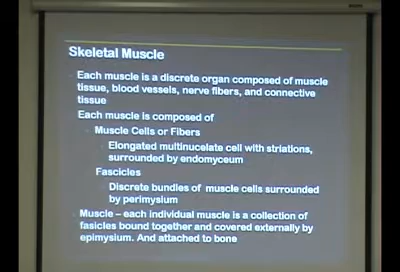 Skeletal Muscle
Each muscle is a discrete organ composed of muscle
tissue, blood vessels, nerve fibers, and connective
tissue
Each muscle is composed of
Muscle Cells or Fibers
Elongated multinucelate cell with striations,
surrounded by endomyceum
Fascicles
Discrete bundles of muscle cells surrounded
by perimysium
Muscle – each individual muscle is a collection of
fasicles bound together and covered externally by
epimysium. And attached to bone